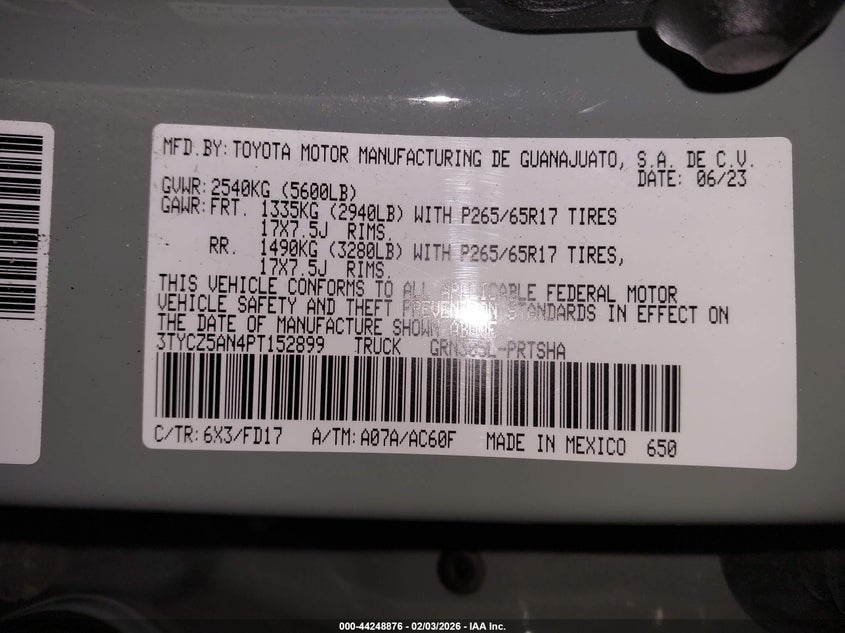 MFD.BY: TOYOTA MOTOR MANUFACTURING DE GUANAJUATO, S.A. DE C.V.
DATE: 06/23
GVWR: 2540KG (5600LB)
GAWR: FRT. 1335KG (2940LB) WITH P265/65R17 TIRES
17X7.5J RIMS,
RR. 1490KG (3280LB) WITH P265/65R17 TIRES,
17X7.5J RIMS.
THIS VEHICLE CONFORMS TO ALL APPLICABLE FEDERAL MOTOR
VEHICLE SAFETY AND THEFT PREVENTION STANDARDS IN EFFECT ON
THE DATE OF MANUFACTURE SHOWN ABOVE.
3TYCZ5AN4PT152899 TRUCK
C/TR: 6X3/FD17 A/TM: A07A/AC60F MADE IN MEXICO 650
000-44248876 - 02/03/2026 - IAA Inc.